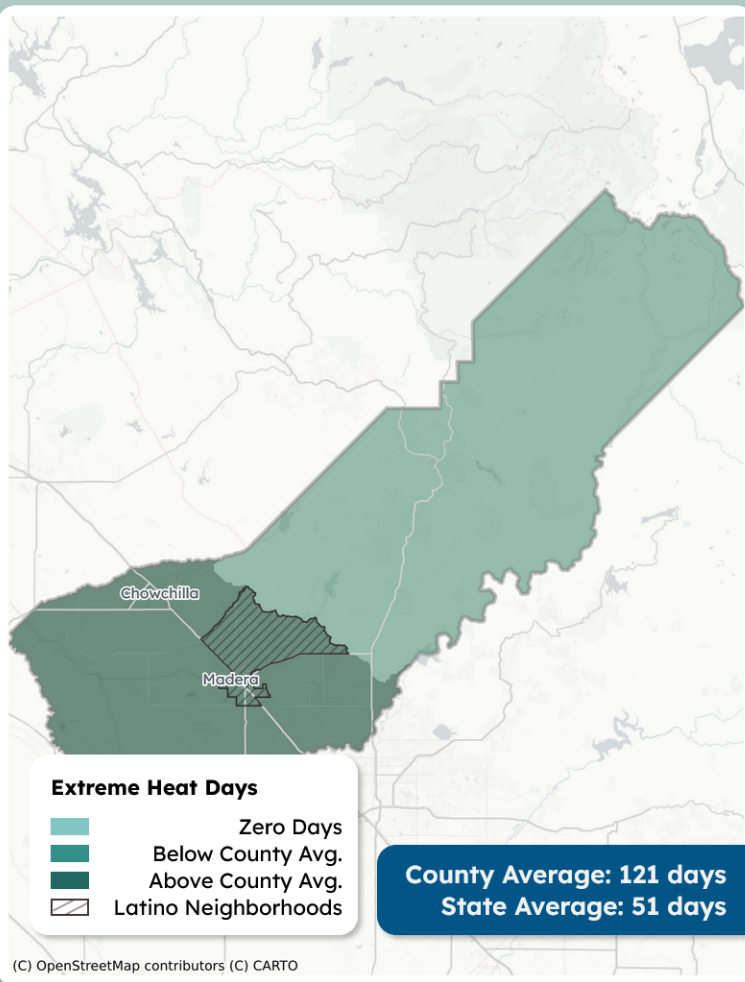 Chowchilla
Madera
Extreme Heat Days
Zero Days
Below County Avg.
Above County Avg.
Latino Neighborhoods
County Average: 121 days
State Average: 51 days
(C) OpenStreetMap contributors (C) CARTO